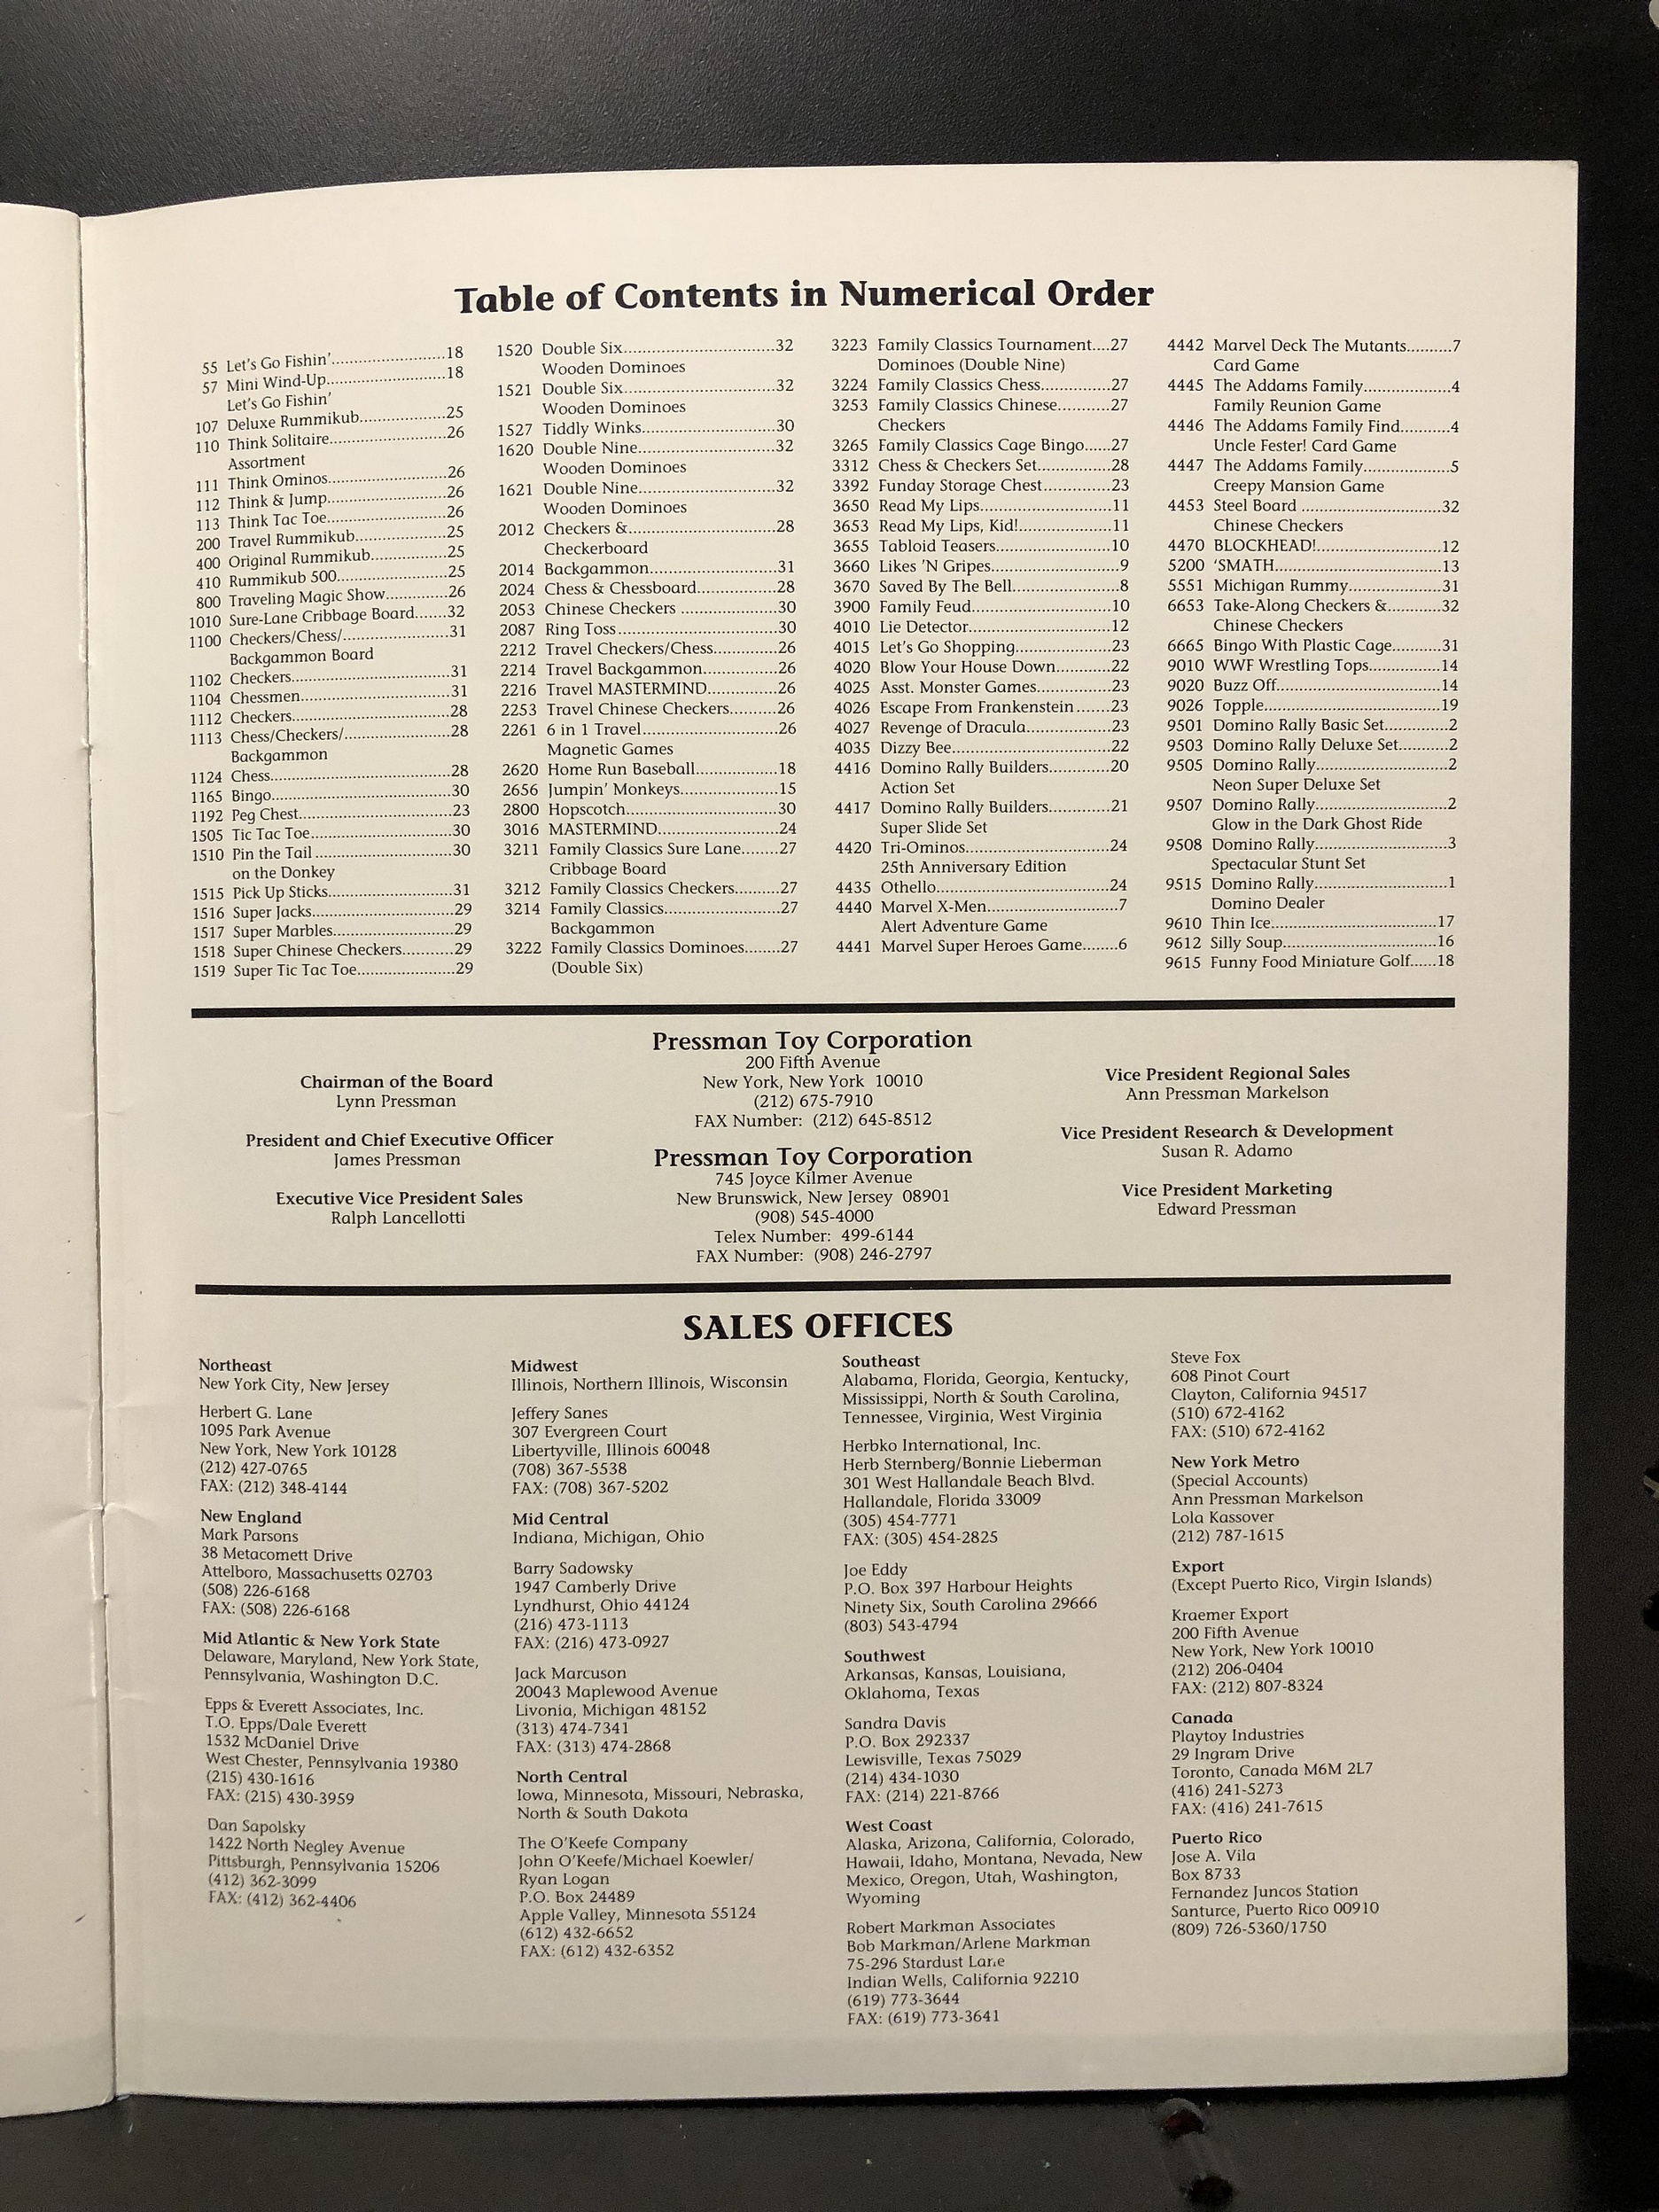 Table of Contents in Numerical Order
55 Let's Go Fishin'..........................18
57 Mini Wind-Up...........................18
Let's Go Fishin'
107 Deluxe Rummikub....................25
110 Think Solitaire...........................26
Assortment
111 Think Ominos............................26
112 Think & Jump............................26
113 Think Tac Toe............................26
200 Travel Rummikub......................25
400 Original Rummikub...................25
410 Rummikub 500..........................25
800 Traveling Magic Show................26
1010 Sure-Lane Cribbage Board.......32
1100 Checkers/Chess/.........................31
Backgammon Board
1102 Checkers....................................31
1104 Chessmen..................................31
1112 Checkers....................................28
1113 Chess/Checkers/.........................28
Backgammon
1124 Chess.........................................28
1165 Bingo.........................................30
1192 Peg Chest...................................23
1505 Tic Tac Toe................................30
1510 Pin the Tail ................................30
on the Donkey
1515 Pick Up Sticks.............................31
1516 Super Jacks................................29
1517 Super Marbles............................29
1518 Super Chinese Checkers............29
1519 Super Tic Tac Toe.......................29
1520 Double Six..................................32
Wooden Dominoes
1521 Double Six..................................32
Wooden Dominoes
1527 Tiddly Winks..............................30
1620 Double Nine...............................32
Wooden Dominoes
1621 Double Nine...............................32
Wooden Dominoes
2012 Checkers &.................................28
Checkerboard
2014 Backgammon.............................31
2024 Chess & Chessboard...................28
2053 Chinese Checkers ......................30
2087 Ring Toss...................................30
2212 Travel Checkers/Chess...............26
2214 Travel Backgammon..................26
2216 Travel MASTERMIND.................26
2253 Travel Chinese Checkers............26
2261 6 in 1 Travel...............................26
Magnetic Games
2620 Home Run Baseball....................18
2656 Jumpin' Monkeys.......................15
2800 Hopscotch..................................30
3016 MASTERMIND............................24
3211 Family Classics Sure Lane.........27
Cribbage Board
3212 Family Classics Checkers...........27
3214 Family Classics...........................27
Backgammon
3222 Family Classics Dominoes.........27
(Double Six)
3223 Family Classics Tournament....27
Dominoes (Double Nine)
3224 Family Classics Chess................27
3253 Family Classics Chinese............27
Checkers
3265 Family Classics Cage Bingo......27
3312 Chess & Checkers Set................28
3392 Funday Storage Chest...............23
3650 Read My Lips.............................11
3653 Read My Lips, Kid!.....................11
3655 Tabloid Teasers..........................10
3660 Likes 'N Gripes.............................9
3670 Saved By The Bell.........................8
3900 Family Feud...............................10
4010 Lie Detector................................12
4015 Let's Go Shopping......................23
4020 Blow Your House Down.............22
4025 Asst. Monster Games.................23
4026 Escape From Frankenstein........23
4027 Revenge of Dracula....................23
4035 Dizzy Bee....................................22
4416 Domino Rally Builders...............20
Action Set
4417 Domino Rally Builders...............21
Super Slide Set
4420 Tri-Ominos.................................24
25th Anniversary Edition
4435 Othello.......................................24
4440 Marvel X-Men..............................7
Alert Adventure Game
4441 Marvel Super Heroes Game........6
4442 Marvel Deck The Mutants..........7
Card Game
4445 The Addams Family....................4
Family Reunion Game
4446 The Addams Family Find...........4
Uncle Fester! Card Game
4447 The Addams Family....................5
Creepy Mansion Game
4453 Steel Board ................................32
Chinese Checkers
4470 BLOCKHEAD!............................12
5200 'SMATH......................................13
5551 Michigan Rummy......................31
6653 Take-Along Checkers &............32
Chinese Checkers
6665 Bingo With Plastic Cage............31
9010 WWF Wrestling Tops.................14
9020 Buzz Off.....................................14
9026 Topple........................................19
9501 Domino Rally Basic Set...............2
9503 Domino Rally Deluxe Set............2
9505 Domino Rally...............................2
Neon Super Deluxe Set
9507 Domino Rally...............................2
Glow in the Dark Ghost Ride
9508 Domino Rally...............................3
Spectacular Stunt Set
9515 Domino Rally...............................1
Domino Dealer
9610 Thin Ice......................................17
9612 Silly Soup...................................16
9615 Funny Food Miniature Golf......18
Chairman of the Board
Lynn Pressman
President and Chief Executive Officer
James Pressman
Executive Vice President Sales
Ralph Lancellotti
Pressman Toy Corporation
200 Fifth Avenue
New York, New York 10010
(212) 675-7910
FAX Number: (212) 645-8512
Pressman Toy Corporation
745 Joyce Kilmer Avenue
New Brunswick, New Jersey 08901
(908) 545-4000
Telex Number: 499-6144
FAX Number: (908) 246-2797
Vice President Regional Sales
Ann Pressman Markelson
Vice President Research & Development
Susan R. Adamo
Vice President Marketing
Edward Pressman
SALES OFFICES
Northeast
New York City, New Jersey
Herbert G. Lane
1095 Park Avenue
New York, New York 10128
(212) 427-0765
FAX: (212) 348-4144
New England
Mark Parsons
38 Metacomett Drive
Attelboro, Massachusetts 02703
(508) 226-6168
FAX: (508) 226-6168
Mid Atlantic & New York State
Delaware, Maryland, New York State,
Pennsylvania, Washington D.C.
Epps & Everett Associates, Inc.
T.O. Epps/Dale Everett
1532 McDaniel Drive
West Chester, Pennsylvania 19380
(215) 430-1616
FAX: (215) 430-3959
Dan Sapolsky
1422 North Negley Avenue
Pittsburgh, Pennsylvania 15206
(412) 362-3099
FAX: (412) 362-4406
Midwest
Illinois, Northern Illinois, Wisconsin
Jeffery Sanes
307 Evergreen Court
Libertyville, Illinois 60048
(708) 367-5538
FAX: (708) 367-5202
Mid Central
Indiana, Michigan, Ohio
Barry Sadowsky
1947 Camberly Drive
Lyndhurst, Ohio 44124
(216) 473-1113
FAX: (216) 473-0927
Jack Marcuson
20043 Maplewood Avenue
Livonia, Michigan 48152
(313) 474-7341
FAX: (313) 474-2868
North Central
Iowa, Minnesota, Missouri, Nebraska,
North & South Dakota
The O'Keefe Company
John O'Keefe/Michael Koewler/
Ryan Logan
P.O. Box 24489
Apple Valley, Minnesota 55124
(612) 432-6652
FAX: (612) 432-6352
Southeast
Alabama, Florida, Georgia, Kentucky,
Mississippi, North & South Carolina,
Tennessee, Virginia, West Virginia
Herbko International, Inc.
Herb Sternberg/Bonnie Lieberman
301 West Hallandale Beach Blvd.
Hallandale, Florida 33009
(305) 454-7771
FAX: (305) 454-2825
Joe Eddy
P.O. Box 397 Harbour Heights
Ninety Six, South Carolina 29666
(803) 543-4794
Southwest
Arkansas, Kansas, Louisiana,
Oklahoma, Texas
Sandra Davis
P.O. Box 292337
Lewisville, Texas 75029
(214) 434-1030
FAX: (214) 221-8766
West Coast
Alaska, Arizona, California, Colorado,
Hawaii, Idaho, Montana, Nevada, New
Mexico, Oregon, Utah, Washington,
Wyoming
Robert Markman Associates
Bob Markman/Arlene Markman
75-296 Stardust Lane
Indian Wells, California 92210
(619) 773-3644
FAX: (619) 773-3641
Steve Fox
608 Pinot Court
Clayton, California 94517
(510) 672-4162
FAX: (510) 672-4162
New York Metro
(Special Accounts)
Ann Pressman Markelson
Lola Kassover
(212) 787-1615
Export
(Except Puerto Rico, Virgin Islands)
Kraemer Export
200 Fifth Avenue
New York, New York 10010
(212) 206-0404
FAX: (212) 807-8324
Canada
Playtoy Industries
29 Ingram Drive
Toronto, Canada M6M 2L7
(416) 241-5273
FAX: (416) 241-7615
Puerto Rico
Jose A. Vila
Box 8733
Fernandez Juncos Station
Santurce, Puerto Rico 00910
(809) 726-5360/1750